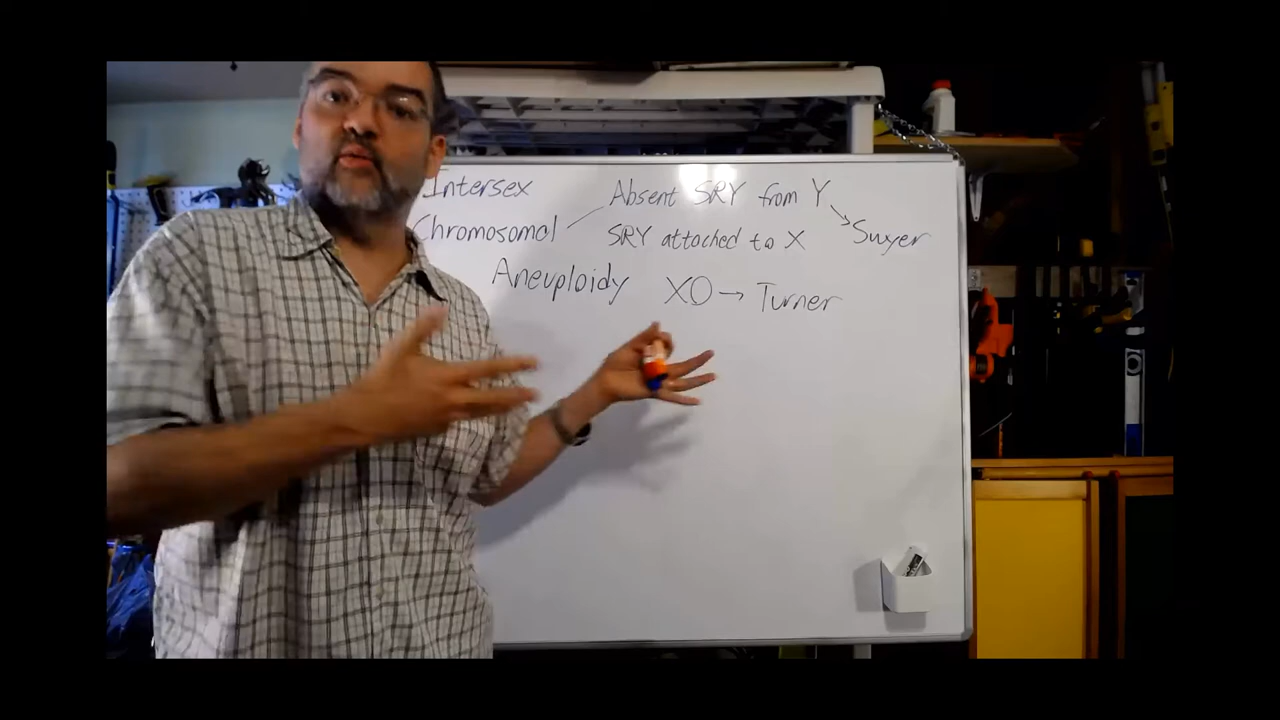 Intersex
Absent SRY from Y
Chromosomal
SRY attached to X
Swyer
Aneuploidy XO → Turner